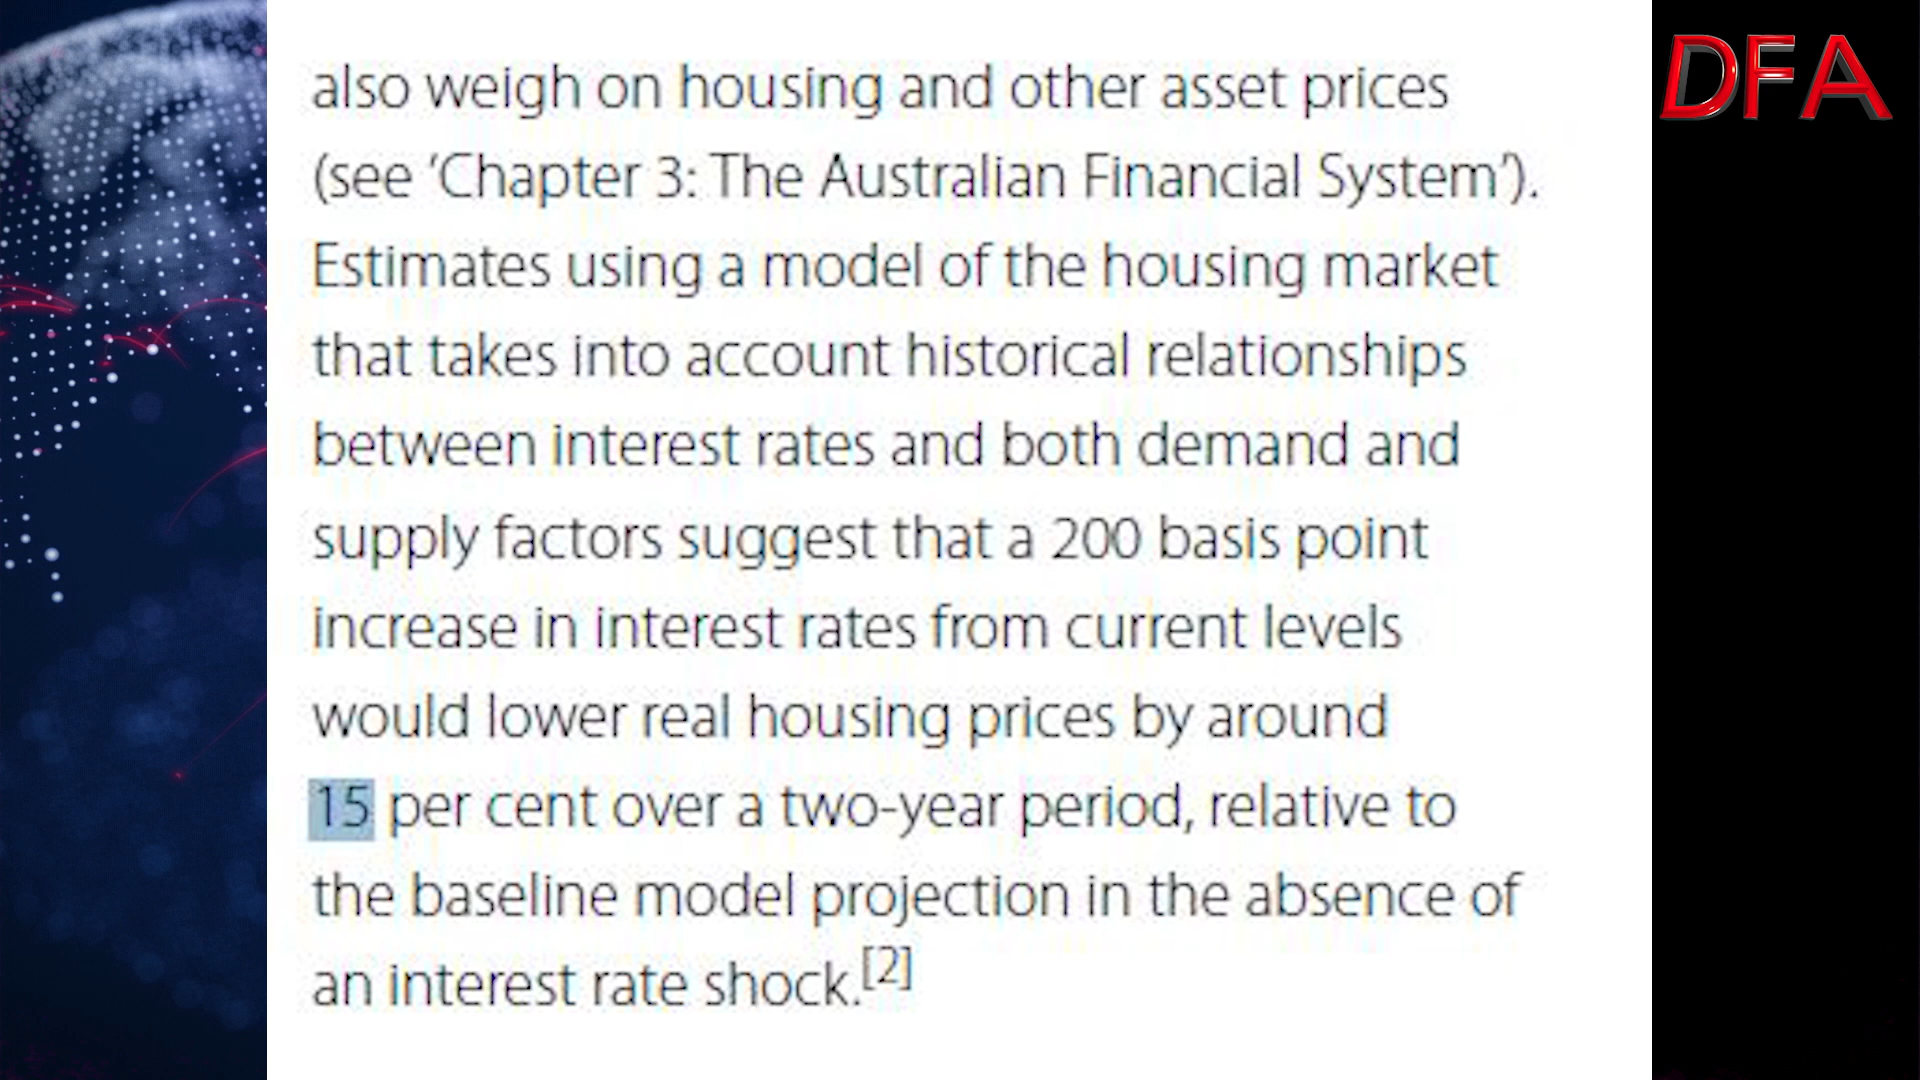 also weigh on housing and other asset prices
(see ‘Chapter 3: The Australian Financial System’).
Estimates using a model of the housing market
that takes into account historical relationships
between interest rates and both demand and
supply factors suggest that a 200 basis point
increase in interest rates from current levels
would lower real housing prices by around
15 per cent over a two-year period, relative to
the baseline model projection in the absence of
an interest rate shock.[2]
DFA